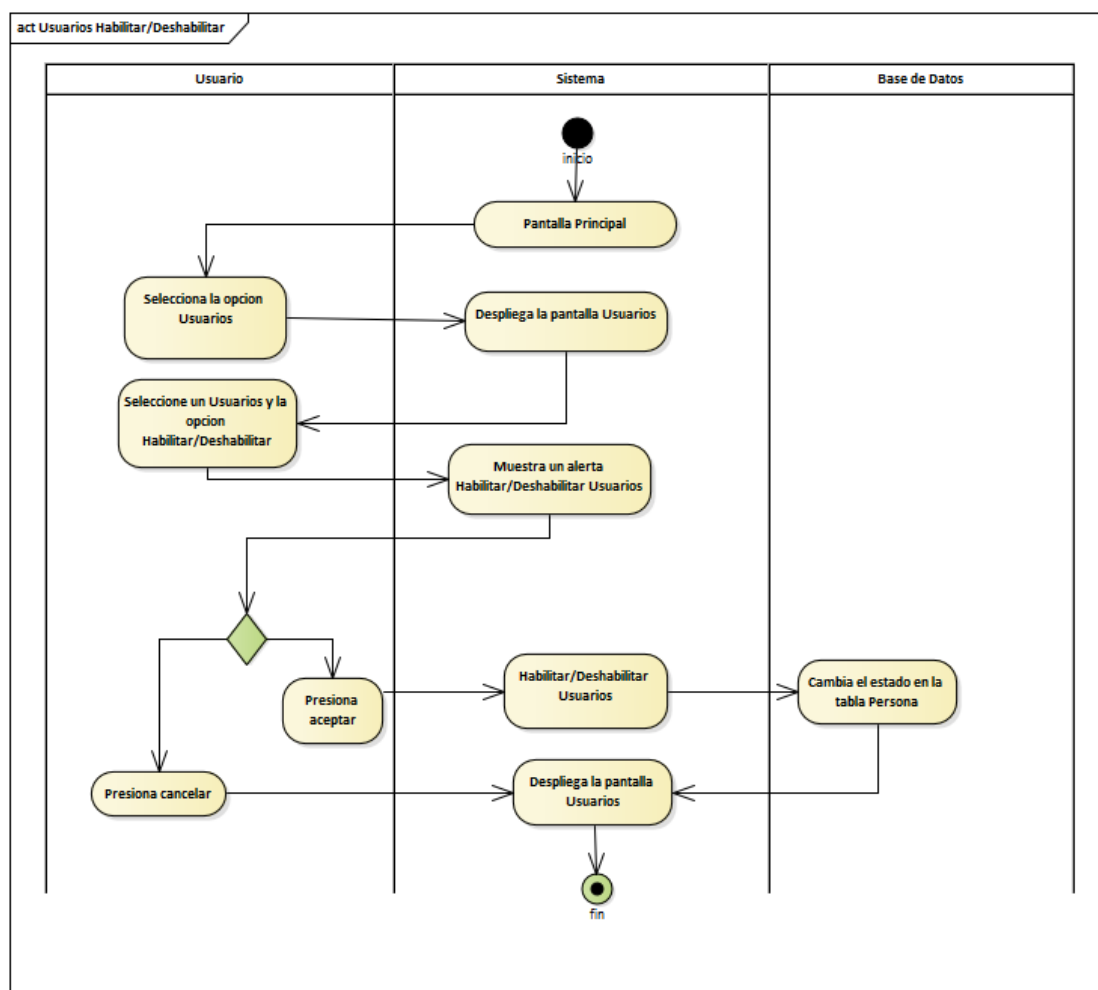 act Usuarios Habilitar/Deshabilitar
Usuario
Sistema
Base de Datos
inicio
Pantalla Principal
Selecciona la opcion
Usuarios
Despliega la pantalla Usuarios
Seleccione un Usuarios y la
opcion
Habilitar/Deshabilitar
Muestra un alerta
Habilitar/Deshabilitar Usuarios
Presiona
aceptar
Habilitar/Deshabilitar
Usuarios
Cambia el estado en la
tabla Persona
Presiona cancelar
Despliega la pantalla
Usuarios
fin